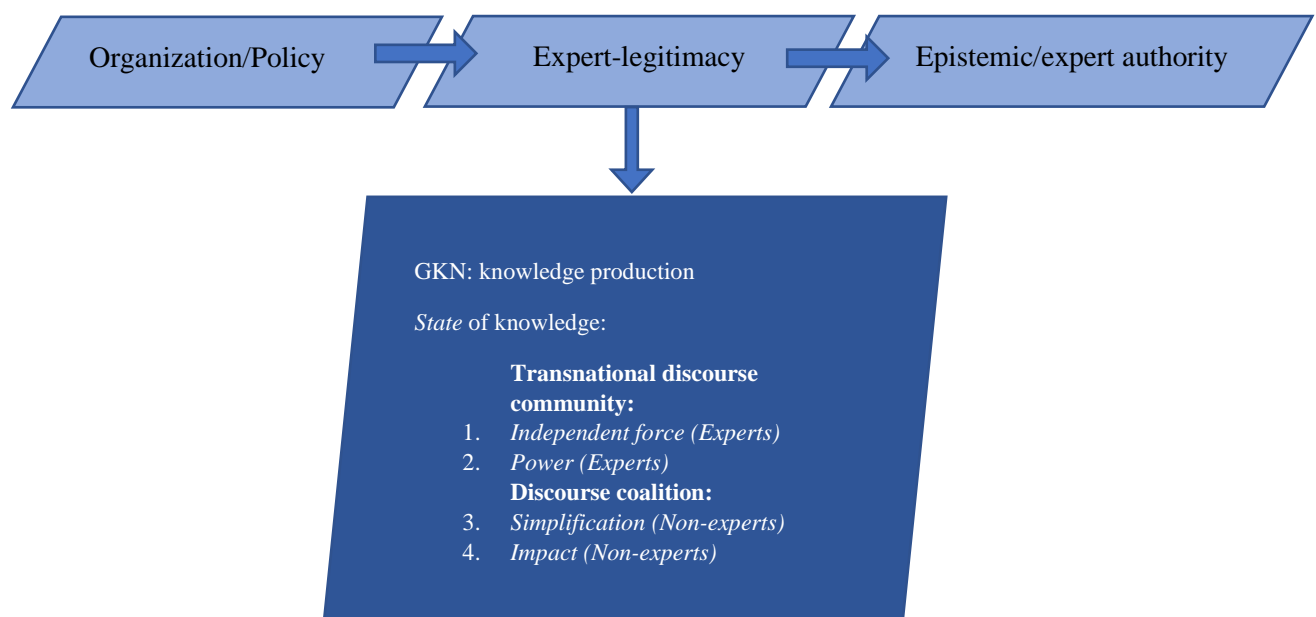 Organization/Policy
Expert-legitimacy
Epistemic/expert authority
GKN: knowledge production
State of knowledge:
Transnational discourse
community:
1. Independent force (Experts)
2. Power (Experts)
Discourse coalition:
3. Simplification (Non-experts)
4. Impact (Non-experts)